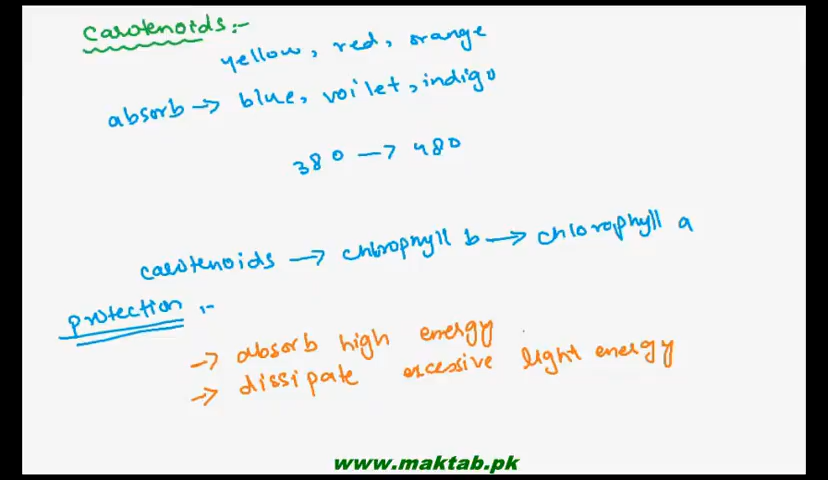 Carotenoids:-
yellow, red, orange
absorb → blue, voilet, indigo
380 → 480
carotenoids → chlrophyll b → chlorophyll a
protection :-
→ absorb high energy
→ dissipate excessive light energy
www.maktab.pk